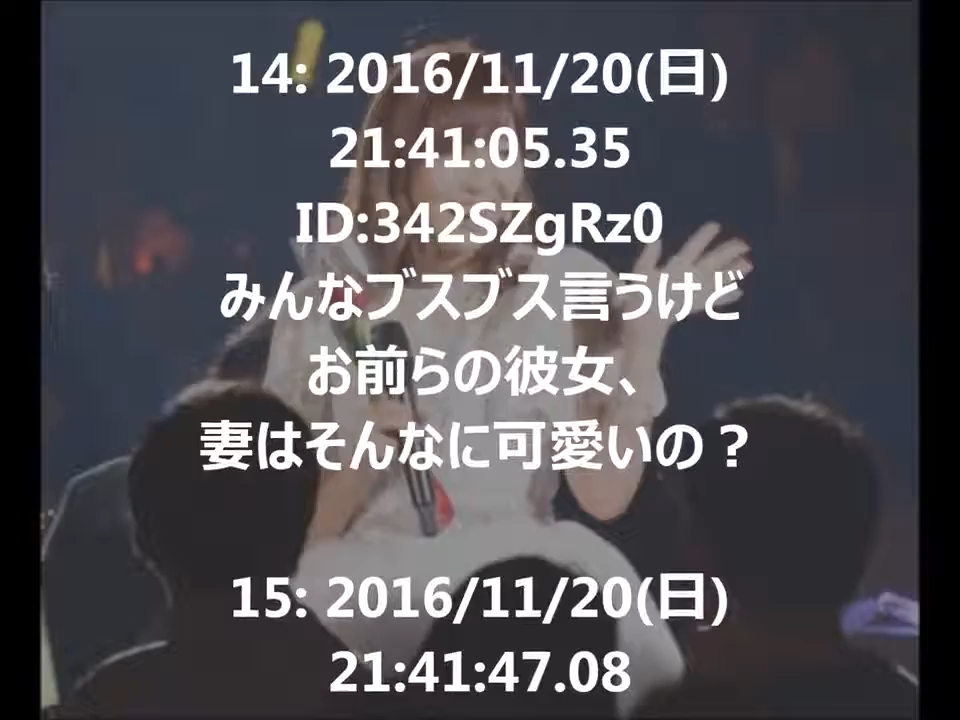 14: 2016/11/20(日)
21:41:05.35
ID:342SZgRz0
みんなブスブス言うけど
お前らの彼女、
妻はそんなに可愛いの？
15: 2016/11/20(日)
21:41:47.08